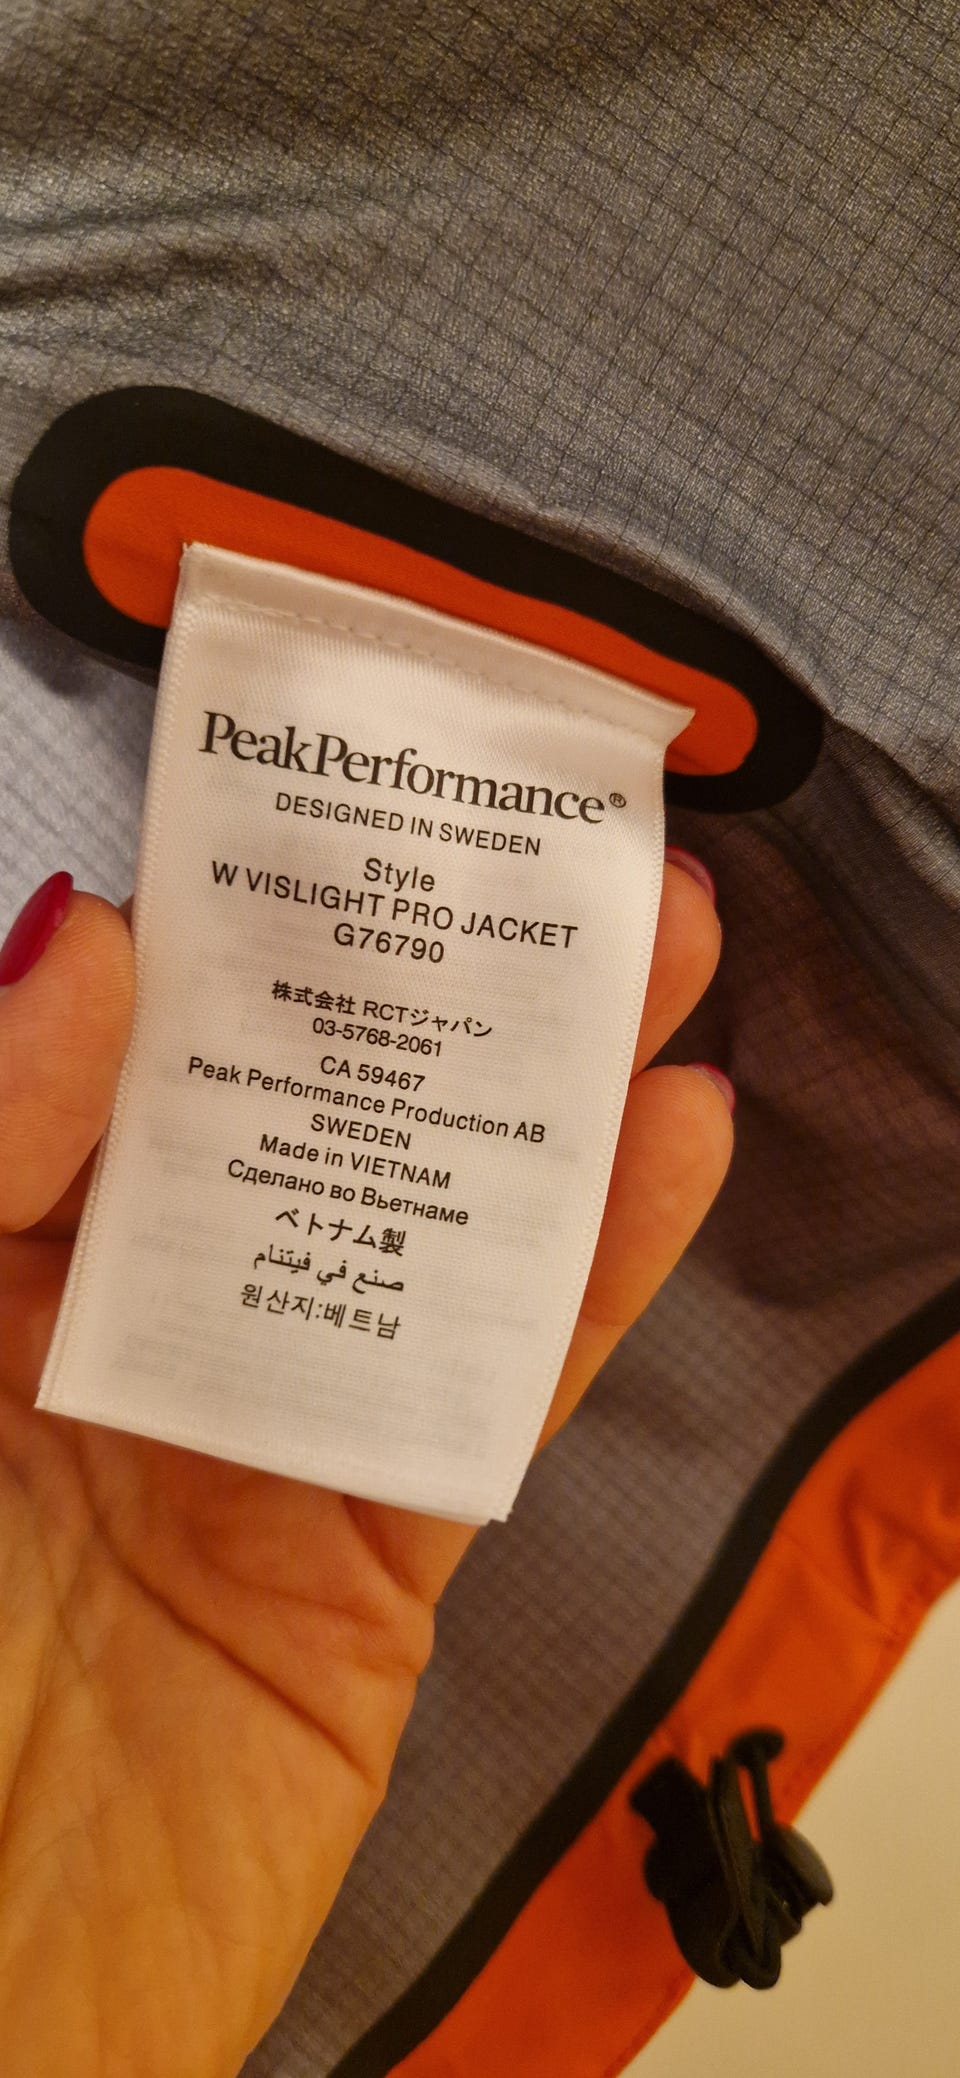 PeakPerformance®
DESIGNED IN SWEDEN
Style
W VISLIGHT PRO JACKET
G76790
株式会社 RCTジャパン
03-5768-2061
CA 59467
Peak Performance Production AB
SWEDEN
Made in VIETNAM
Сделано во Вьетнаме
ベトナム製
صنع في فيتنام
원산지:베트남